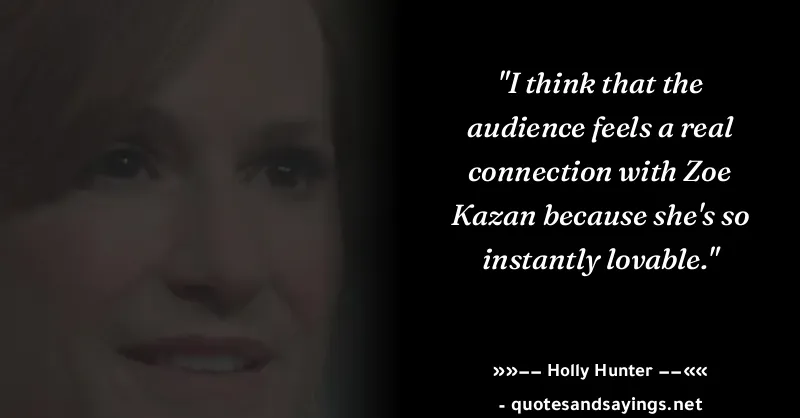 "I think that the
audience feels a real
connection with Zoe
Kazan because she's so
instantly lovable."
»»−− Holly Hunter −−««
- quotesandsayings.net